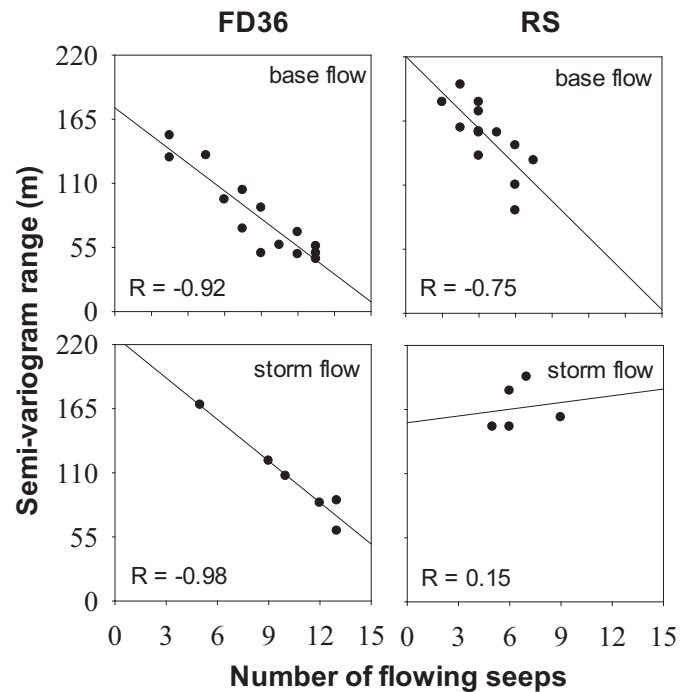 FD36 RS
220 base flow base flow
165
110
55
R = -0.92 R = -0.75
0
220 storm flow storm flow
165
110
55
R = -0.98 R = 0.15
0
0 3 6 9 12 15 0 3 6 9 12 15
Number of flowing seeps
Semi-variogram range (m)